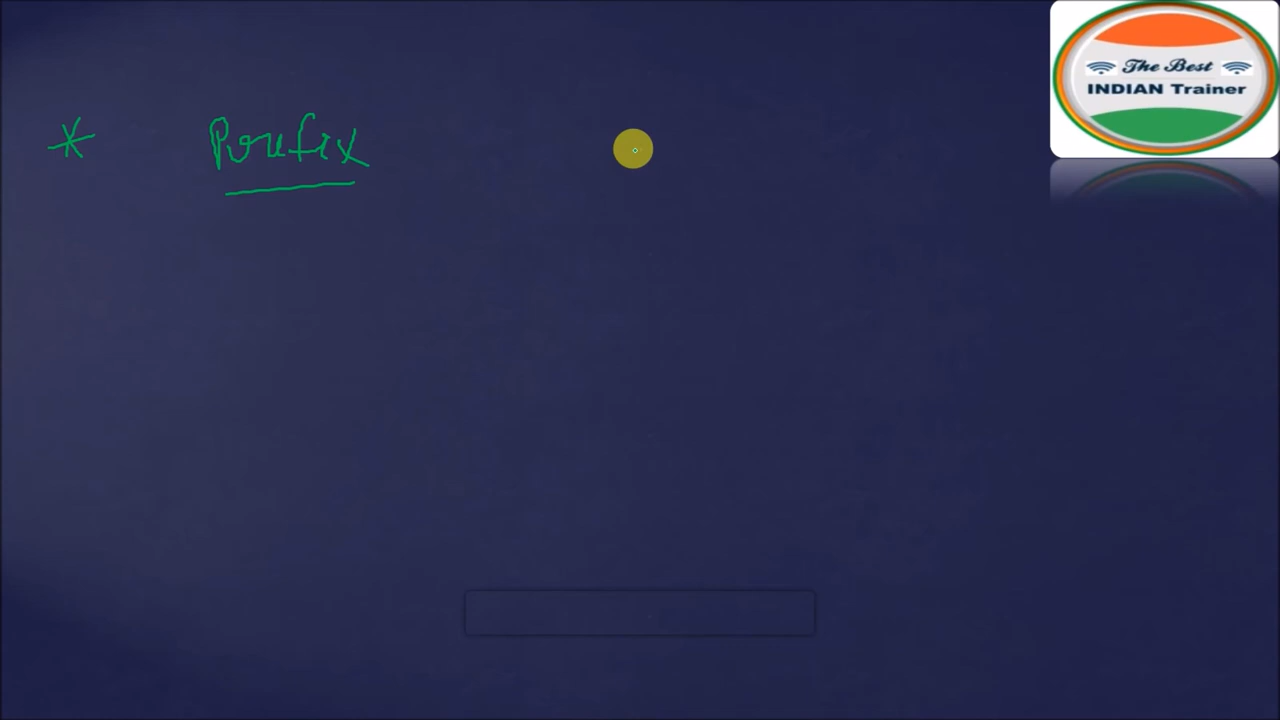 The Best
INDIAN Trainer
* Prefix